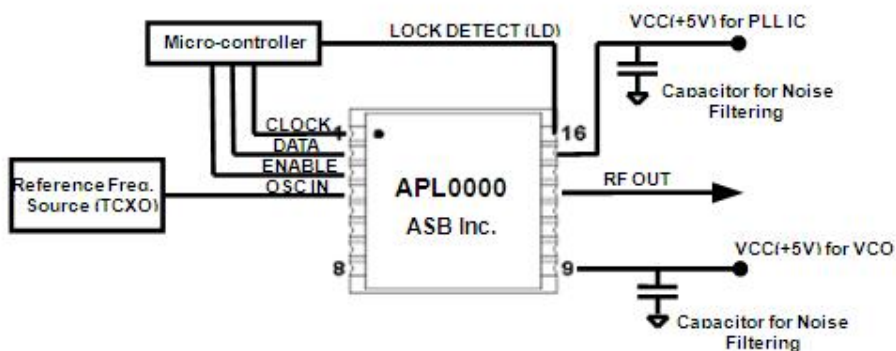 VCC(+5V) for PLL IC
Micro-controller
LOCK DETECT (LD)
Capacitor for Noise
Filtering
CLOCK
1
16
DATA
ENABLE
OSC IN
Reference Freq.
Source (TCXO)
APL0000
ASB Inc.
RF OUT
VCC(+5V) for VCO
8
9
Capacitor for Noise
Filtering